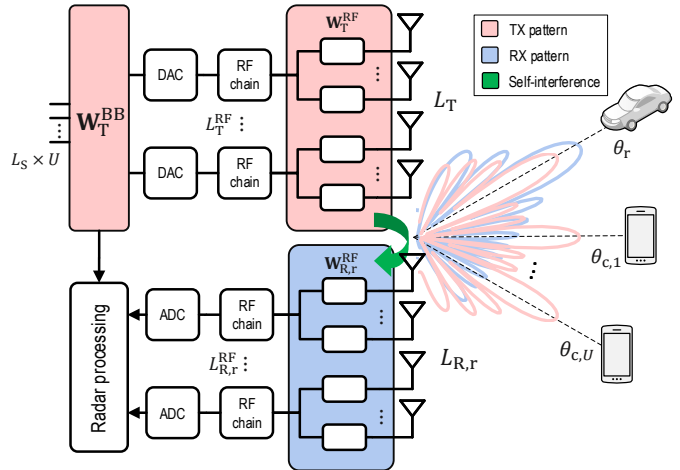 W_T^BB
L_S × U
⋮
DAC
RF
chain
L_T^RF ⋮
DAC
RF
chain
W_T^RF
⋯
⋯
L_T
TX pattern
RX pattern
Self-interference
θ_r
θ_c,1
⋮
θ_c,U
Radar processing
ADC
RF
chain
L_R,r^RF ⋮
ADC
RF
chain
W_R,r^RF
⋯
⋮
L_R,r